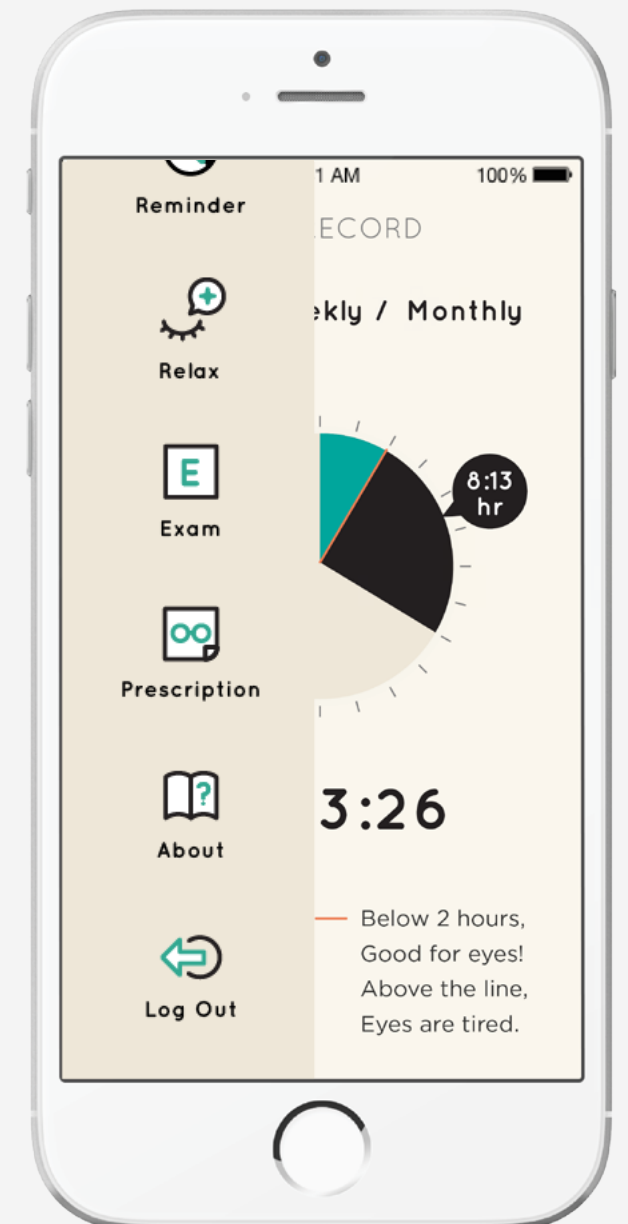 Reminder
Relax
E
Exam
Prescription
?
About
Log Out
1 AM 100%
ECORD
ekly / Monthly
8:13
hr
3:26
Below 2 hours,
Good for eyes!
Above the line,
Eyes are tired.